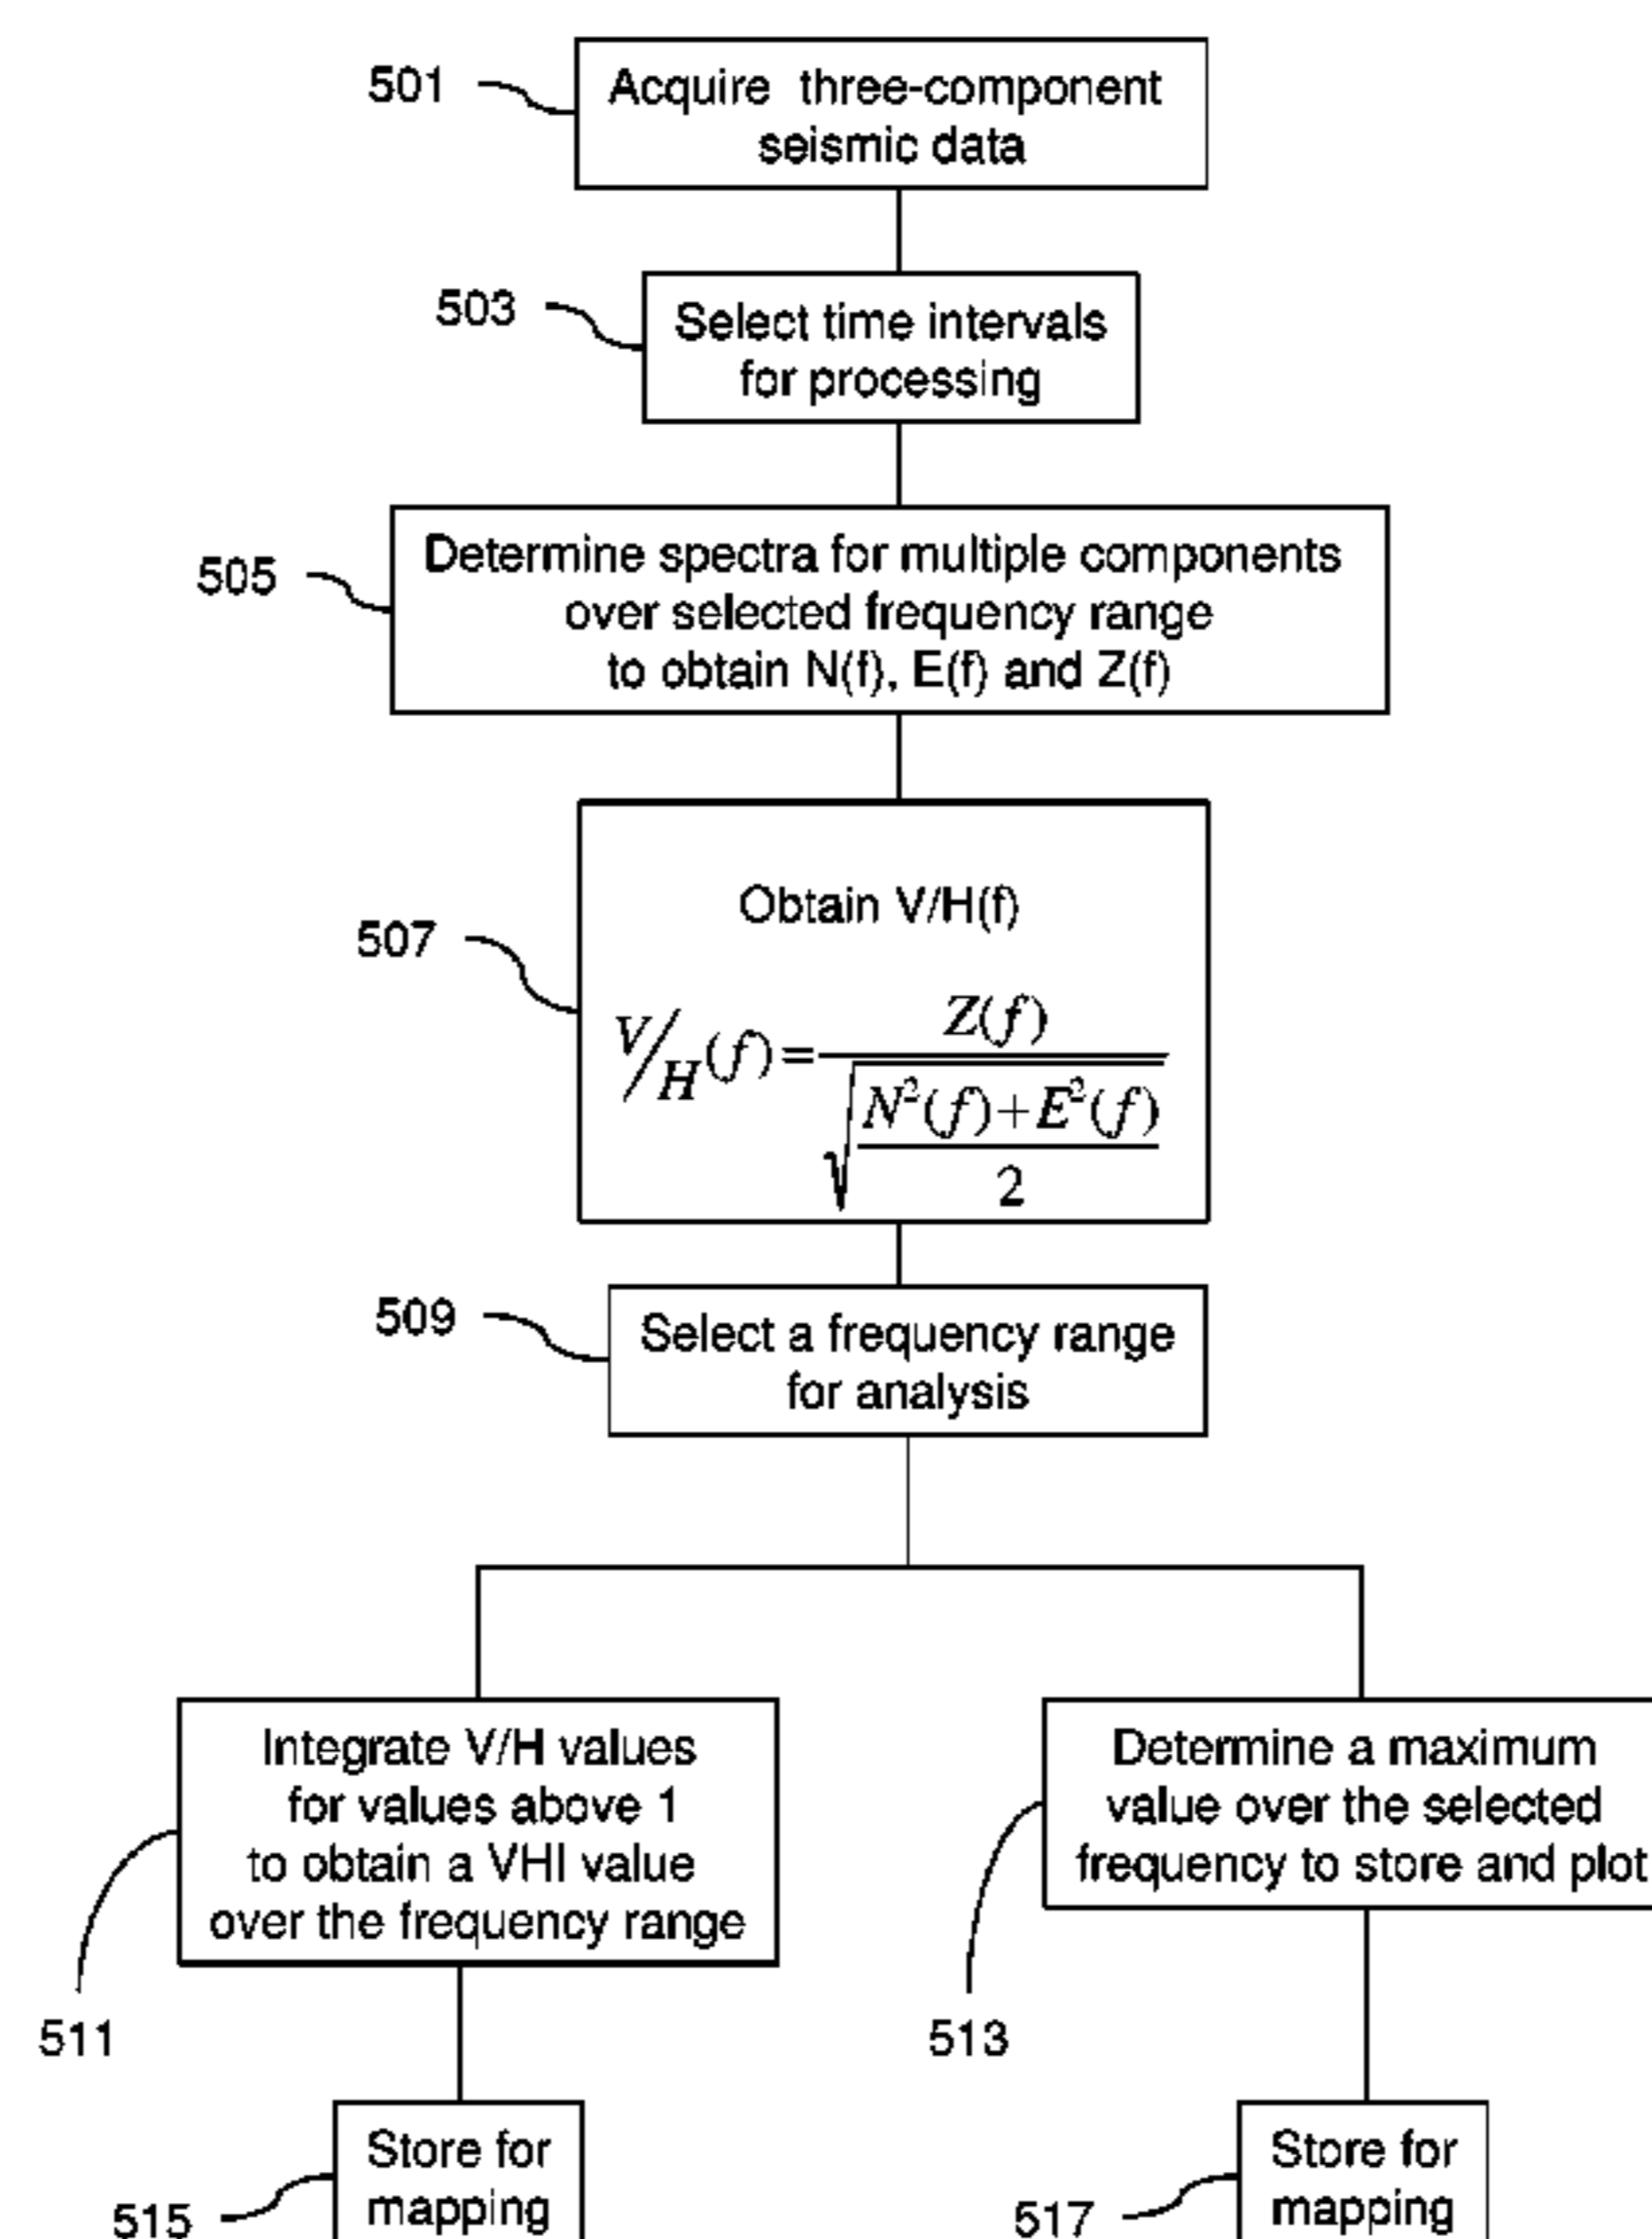 501
Acquire three-component
seismic data
503
Select time intervals
for processing
505
Determine spectra for multiple components
over selected frequency range
to obtain N(f), E(f) and Z(f)
507
Obtain V/H(f)
V/H(f)=Z(f)/√((N²(f)+E²(f))/2)
509
Select a frequency range
for analysis
Integrate V/H values
for values above 1
to obtain a VHI value
over the frequency range
511
Determine a maximum
value over the selected
frequency to store and plot
513
Store for
mapping
515
Store for
mapping
517